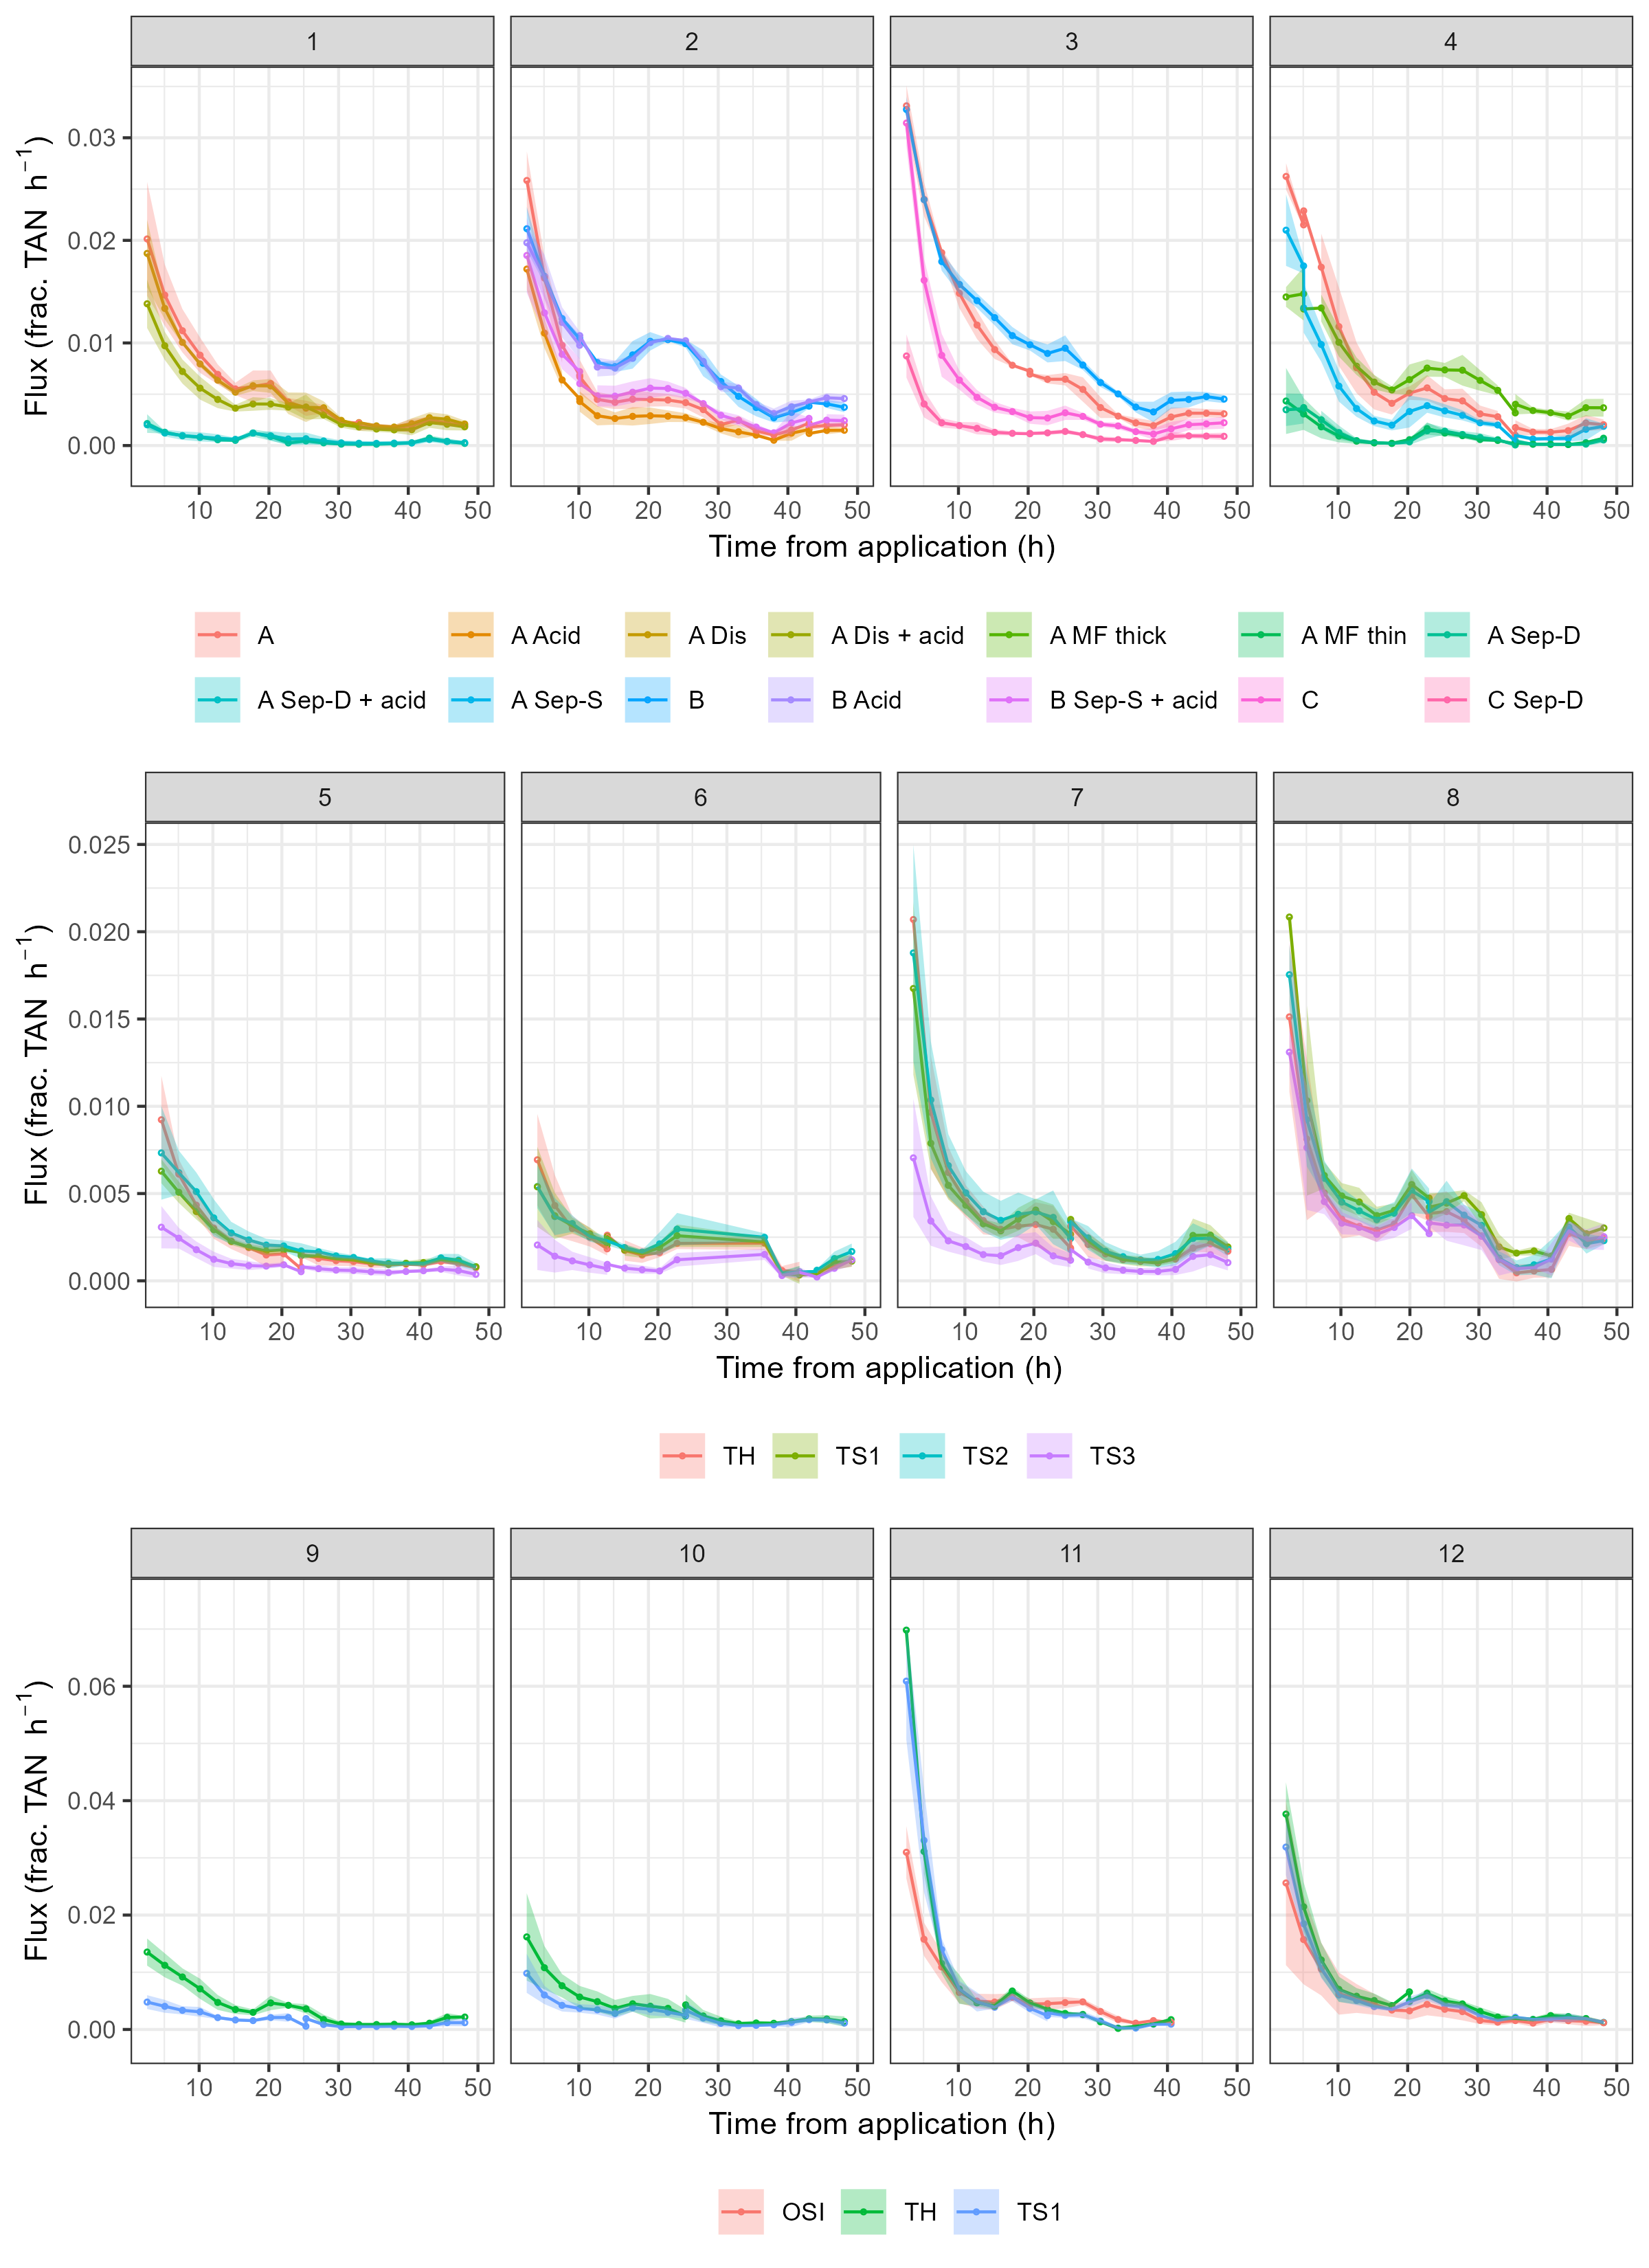 1 2 3 4
Flux (frac. TAN h⁻¹)
0.03
0.02
0.01
0.00
10 20 30 40 50 10 20 30 40 50 10 20 30 40 50 10 20 30 40 50
Time from application (h)
A A Acid A Dis A Dis + acid A MF thick A MF thin A Sep-D
A Sep-D + acid A Sep-S B B Acid B Sep-S + acid C C Sep-D
5 6 7 8
Flux (frac. TAN h⁻¹)
0.025
0.020
0.015
0.010
0.005
0.000
10 20 30 40 50 10 20 30 40 50 10 20 30 40 50 10 20 30 40 50
Time from application (h)
TH TS1 TS2 TS3
9 10 11 12
Flux (frac. TAN h⁻¹)
0.06
0.04
0.02
0.00
10 20 30 40 50 10 20 30 40 50 10 20 30 40 50 10 20 30 40 50
Time from application (h)
OSI TH TS1